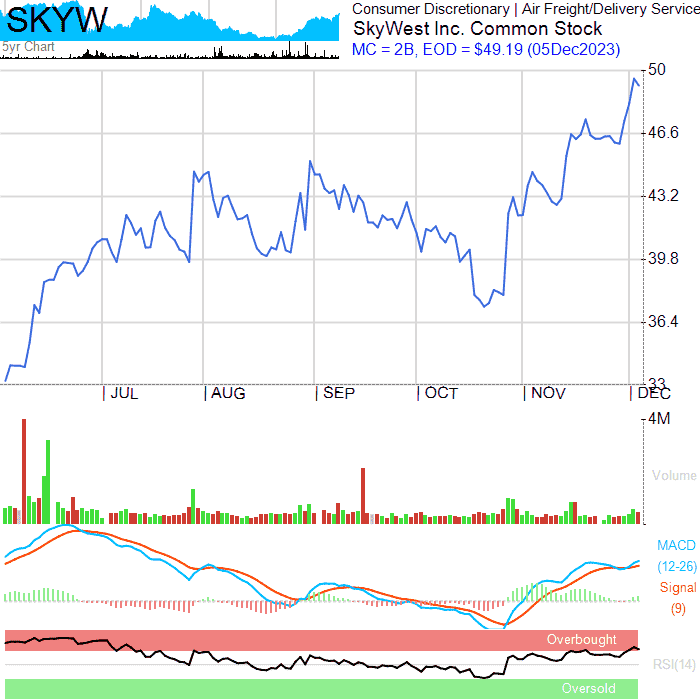 SKYW
5yr Chart
Consumer Discretionary | Air Freight/Delivery Service
SkyWest Inc. Common Stock
MC = 2B, EOD = $49.19 (05Dec2023)
50
46.6
43.2
39.8
36.4
33
| JUL | AUG | SEP | OCT | NOV | DEC
4M
Volume
MACD
(12-26)
Signal
(9)
Overbought
RSI(14)
Oversold